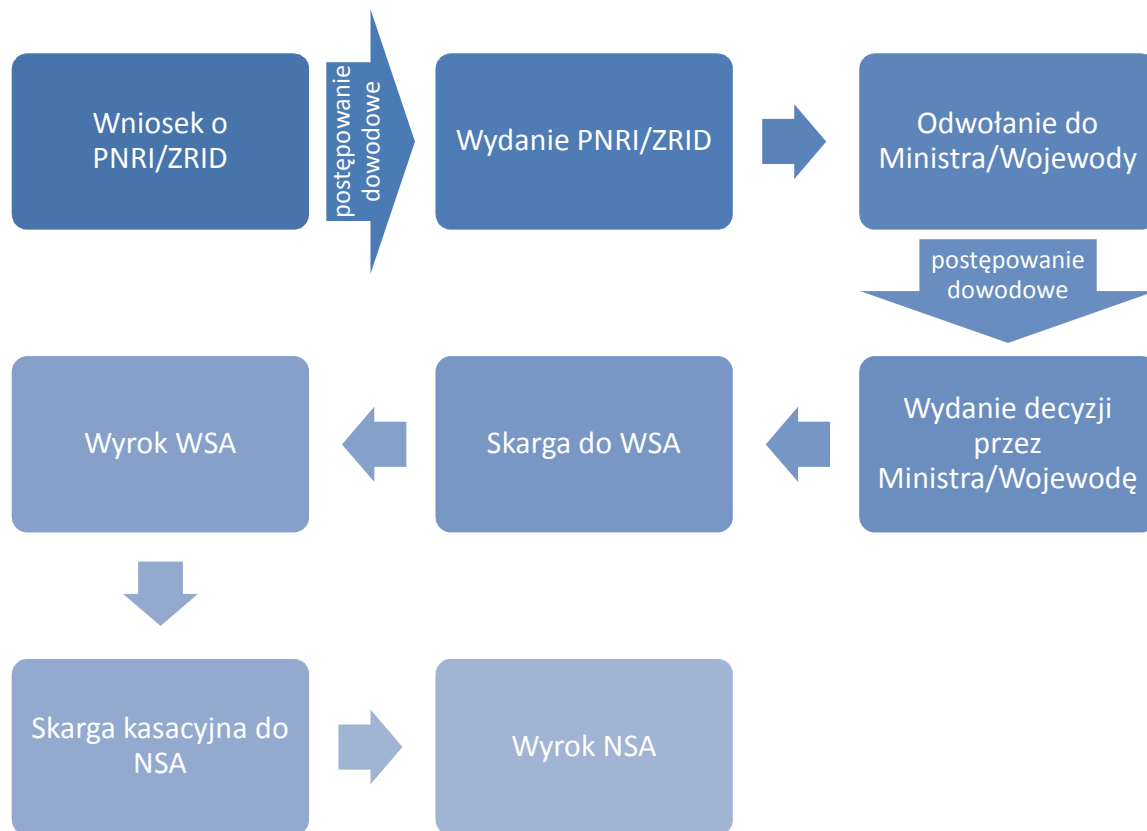 Wniosek o
PNRI/ZRID
postępowanie
dowodowe
Wydanie PNRI/ZRID
Odwołanie do
Ministra/Wojewody
postępowanie
dowodowe
Wydanie decyzji
przez
Ministra/Wojewodę
Skarga do WSA
Wyrok WSA
Skarga kasacyjna do
NSA
Wyrok NSA